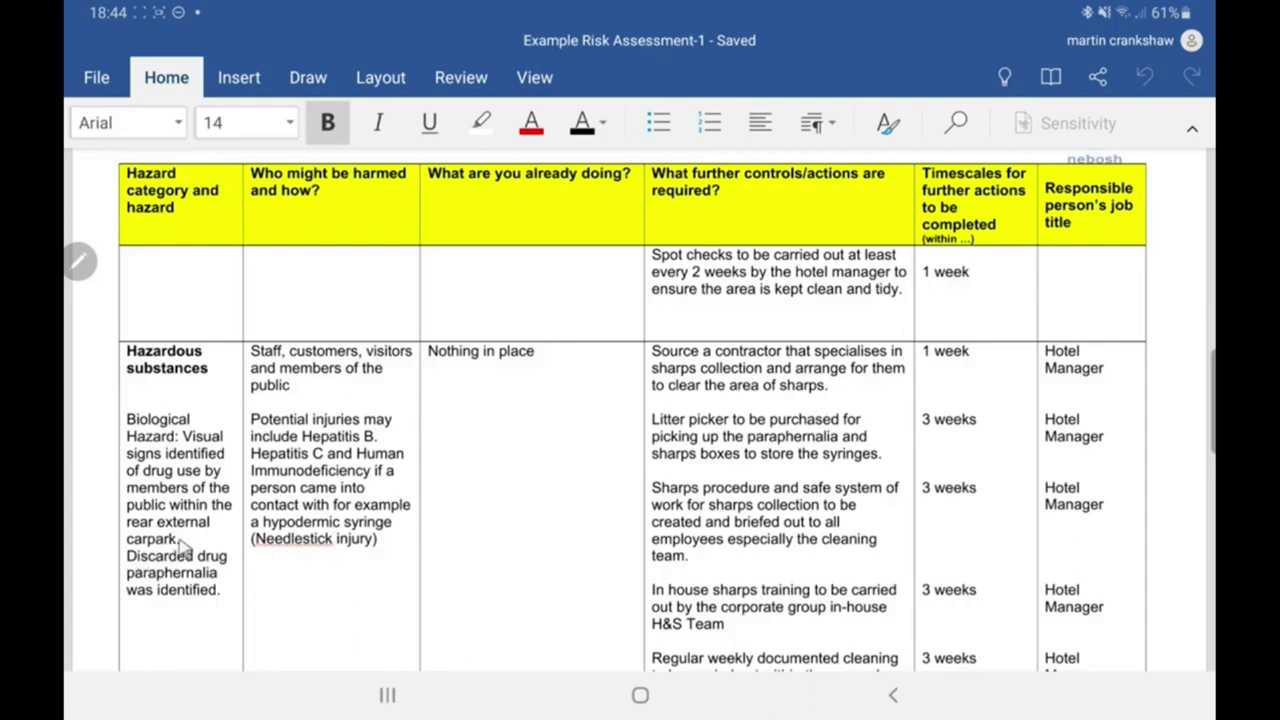 18:44
61%
Example Risk Assessment-1 - Saved
martin crankshaw
File
Home
Insert
Draw
Layout
Review
View
Arial
14
B
I
U
A
A
Sensitivity
nebosh
Hazard
category and
hazard
Who might be harmed
and how?
What are you already doing?
What further controls/actions are
required?
Timescales for
further actions
to be
completed
(within ...)
Responsible
person's job
title
Spot checks to be carried out at least
every 2 weeks by the hotel manager to
ensure the area is kept clean and tidy.
1 week
Hazardous
substances
Biological
Hazard: Visual
signs identified
of drug use by
members of the
public within the
rear external
carpark.
Discarded drug
paraphernalia
was identified.
Staff, customers, visitors
and members of the
public
Potential injuries may
include Hepatitis B.
Hepatitis C and Human
Immunodeficiency if a
person came into
contact with for example
a hypodermic syringe
(Needlestick injury)
Nothing in place
Source a contractor that specialises in
sharps collection and arrange for them
to clear the area of sharps.
1 week
Hotel
Manager
Litter picker to be purchased for
picking up the paraphernalia and
sharps boxes to store the syringes.
3 weeks
Hotel
Manager
Sharps procedure and safe system of
work for sharps collection to be
created and briefed out to all
employees especially the cleaning
team.
3 weeks
Hotel
Manager
In house sharps training to be carried
out by the corporate group in-house
H&S Team
3 weeks
Hotel
Manager
Regular weekly documented cleaning
3 weeks
Hotel